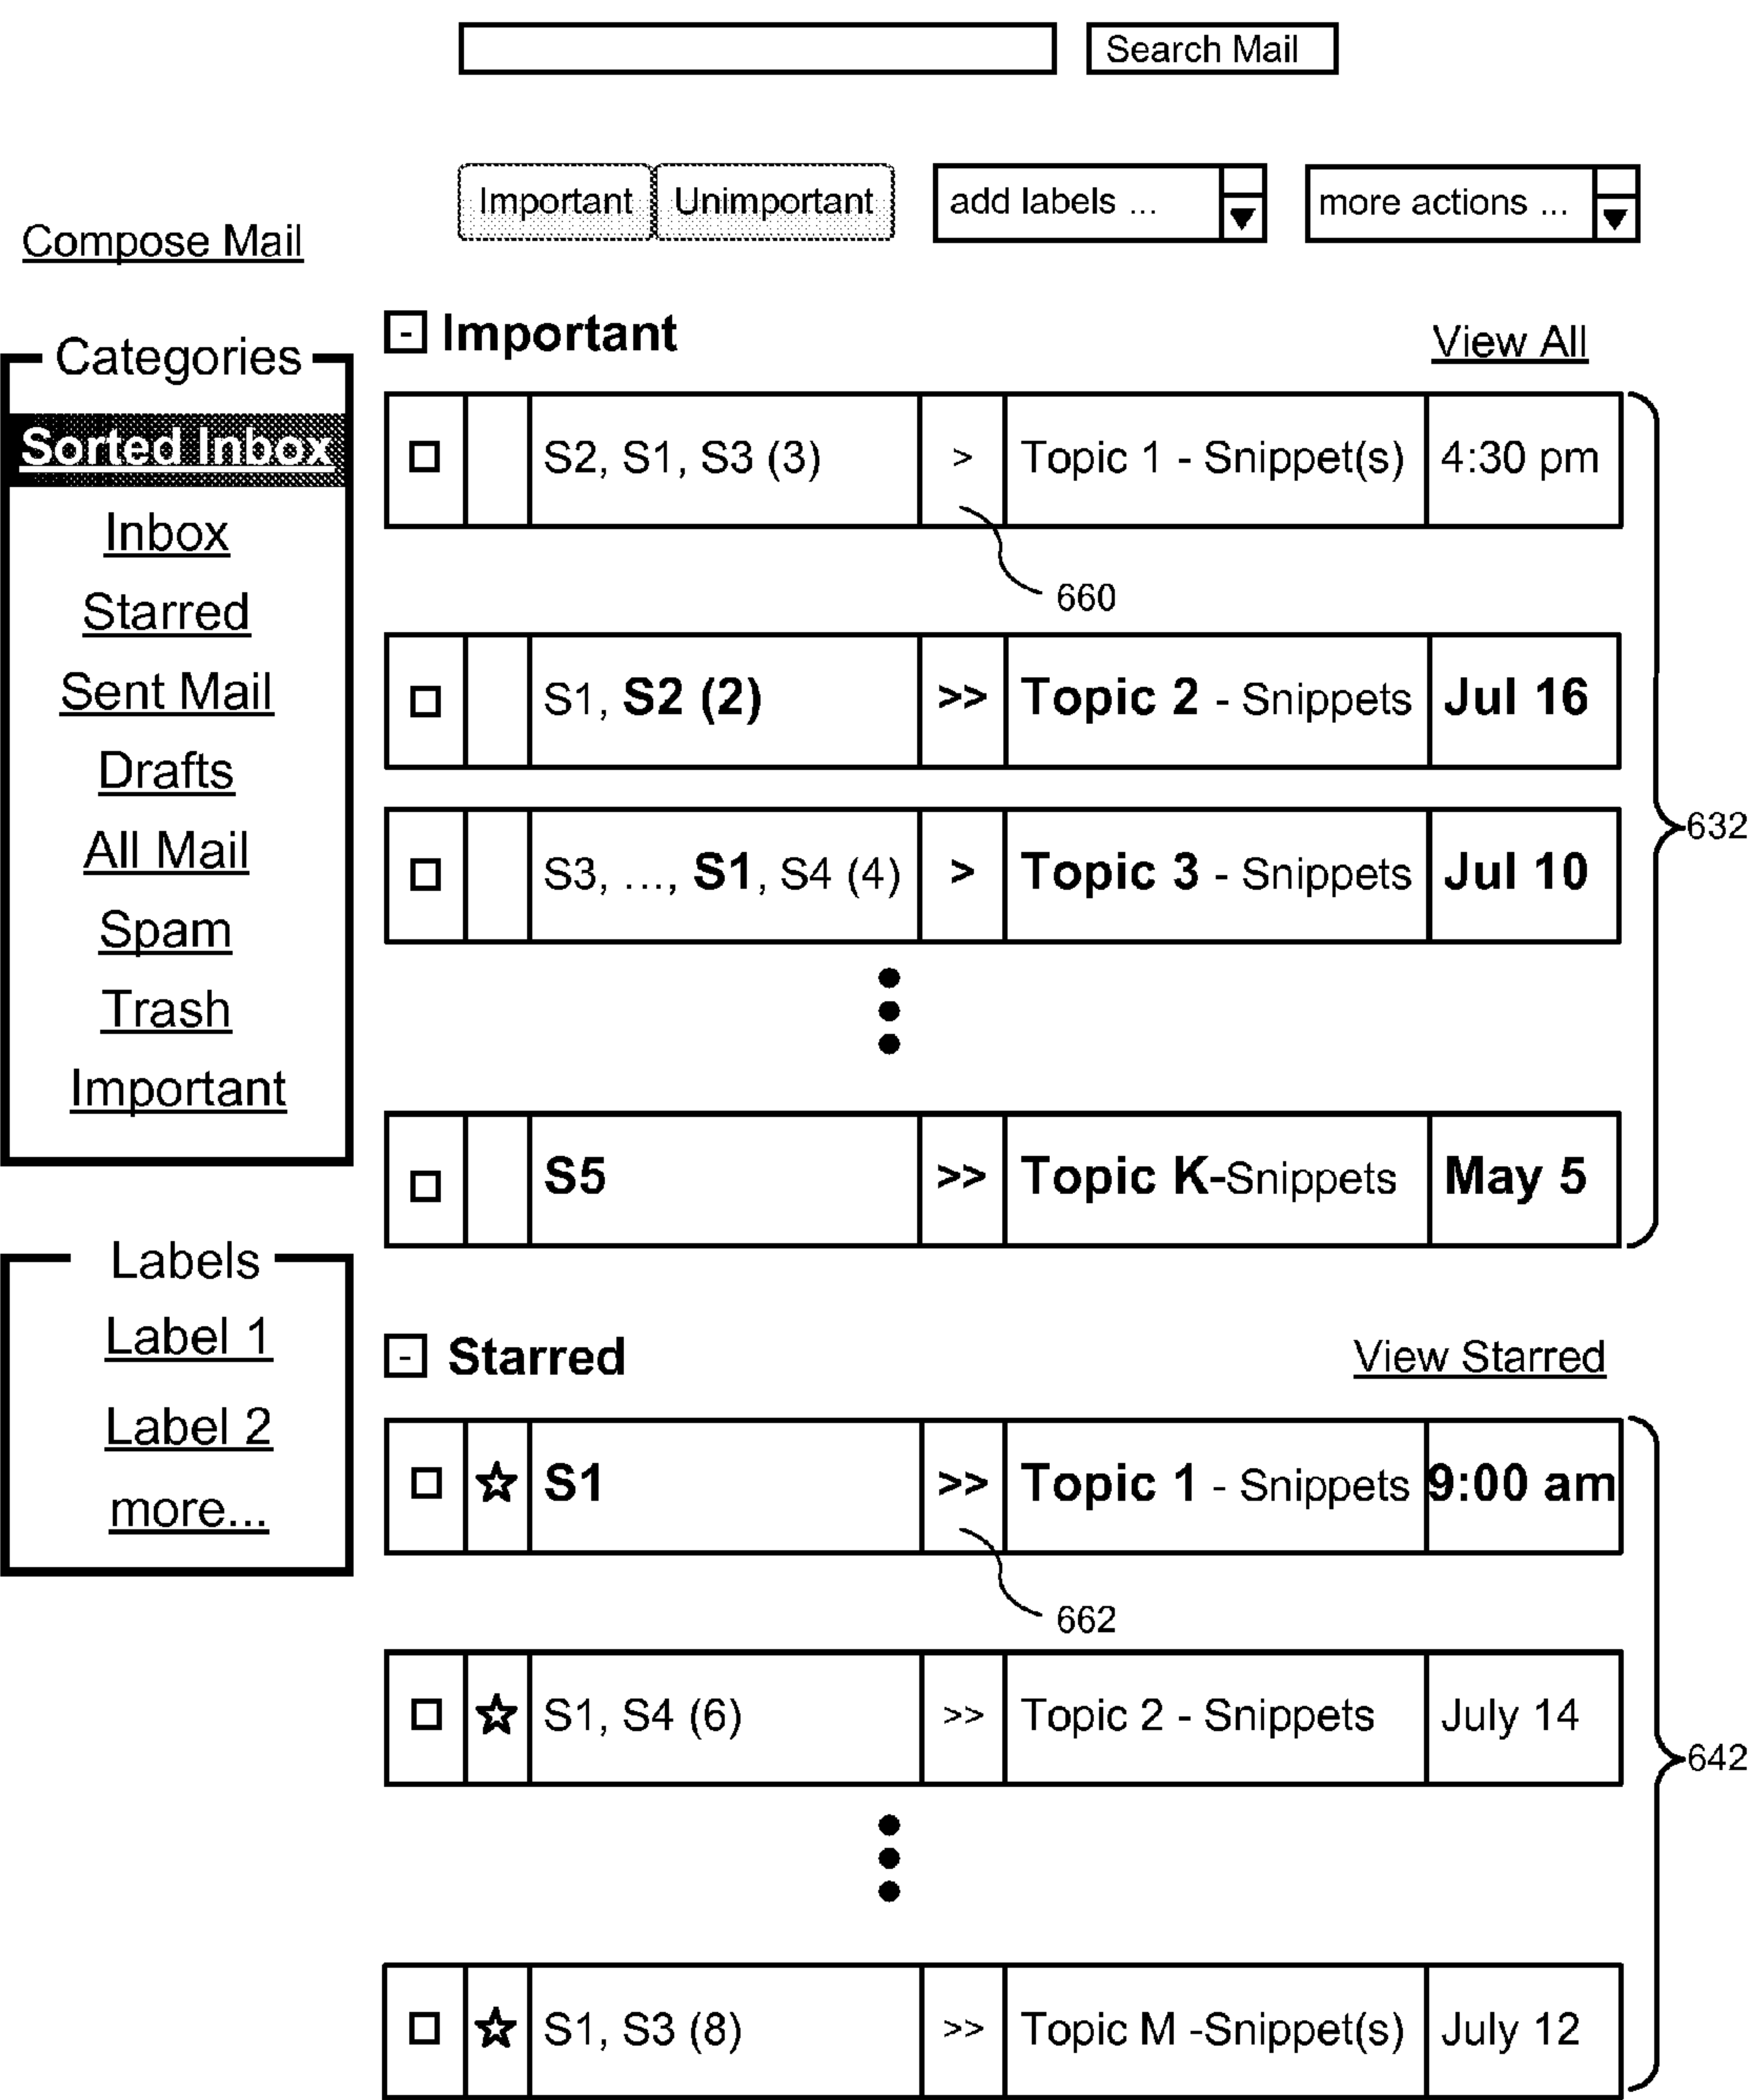 Search Mail
Important Unimportant add labels ... more actions ...
Compose Mail
Categories
Sorted Inbox
Inbox
Starred
Sent Mail
Drafts
All Mail
Spam
Trash
Important
Labels
Label 1
Label 2
more...
- Important View All
S2, S1, S3 (3) > Topic 1 - Snippet(s) 4:30 pm
660
S1, S2 (2) >> Topic 2 - Snippets Jul 16
S3, ..., S1, S4 (4) > Topic 3 - Snippets Jul 10
632
S5 >> Topic K-Snippets May 5
- Starred View Starred
S1 >> Topic 1 - Snippets 9:00 am
662
S1, S4 (6) >> Topic 2 - Snippets July 14
642
S1, S3 (8) >> Topic M -Snippet(s) July 12